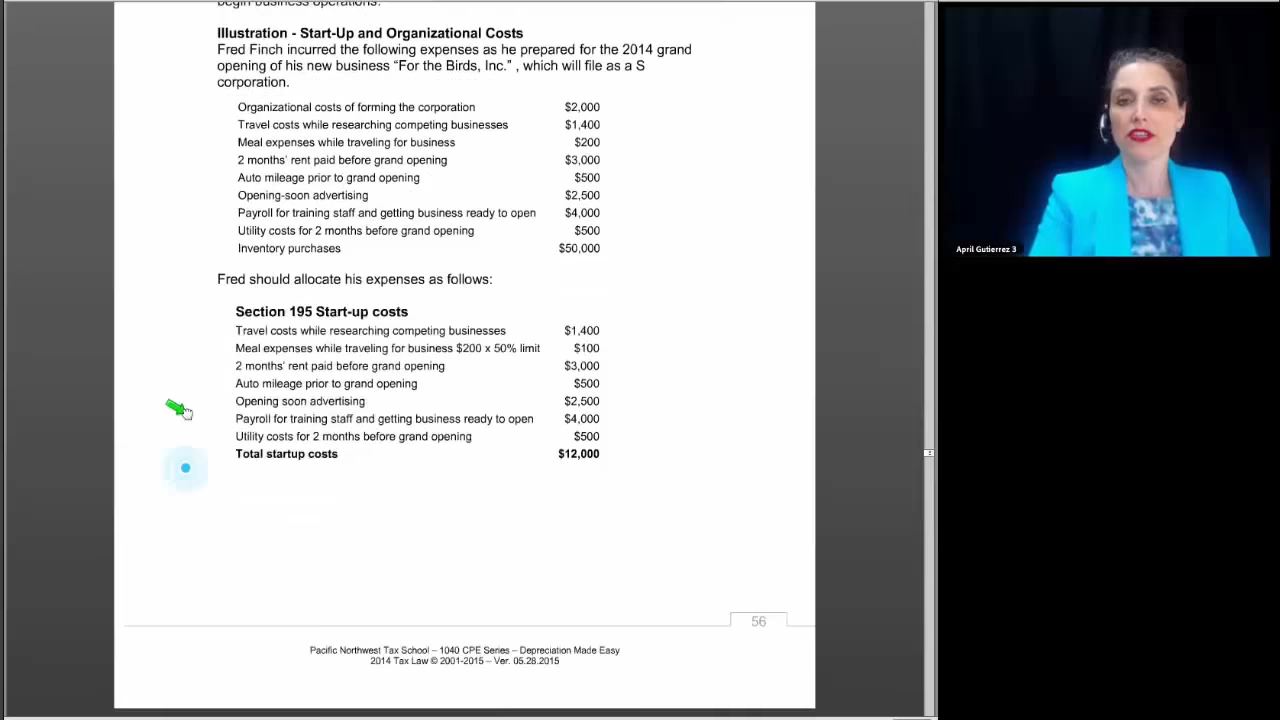 begin business operations.
Illustration - Start-Up and Organizational Costs
Fred Finch incurred the following expenses as he prepared for the 2014 grand
opening of his new business “For the Birds, Inc.” , which will file as a S
corporation.
Organizational costs of forming the corporation $2,000
Travel costs while researching competing businesses $1,400
Meal expenses while traveling for business $200
2 months' rent paid before grand opening $3,000
Auto mileage prior to grand opening $500
Opening-soon advertising $2,500
Payroll for training staff and getting business ready to open $4,000
Utility costs for 2 months before grand opening $500
Inventory purchases $50,000
Fred should allocate his expenses as follows:
Section 195 Start-up costs
Travel costs while researching competing businesses $1,400
Meal expenses while traveling for business $200 x 50% limit $100
2 months' rent paid before grand opening $3,000
Auto mileage prior to grand opening $500
Opening soon advertising $2,500
Payroll for training staff and getting business ready to open $4,000
Utility costs for 2 months before grand opening $500
Total startup costs $12,000
56
Pacific Northwest Tax School – 1040 CPE Series – Depreciation Made Easy
2014 Tax Law © 2001-2015 – Ver. 05.28.2015
April Gutierrez 3